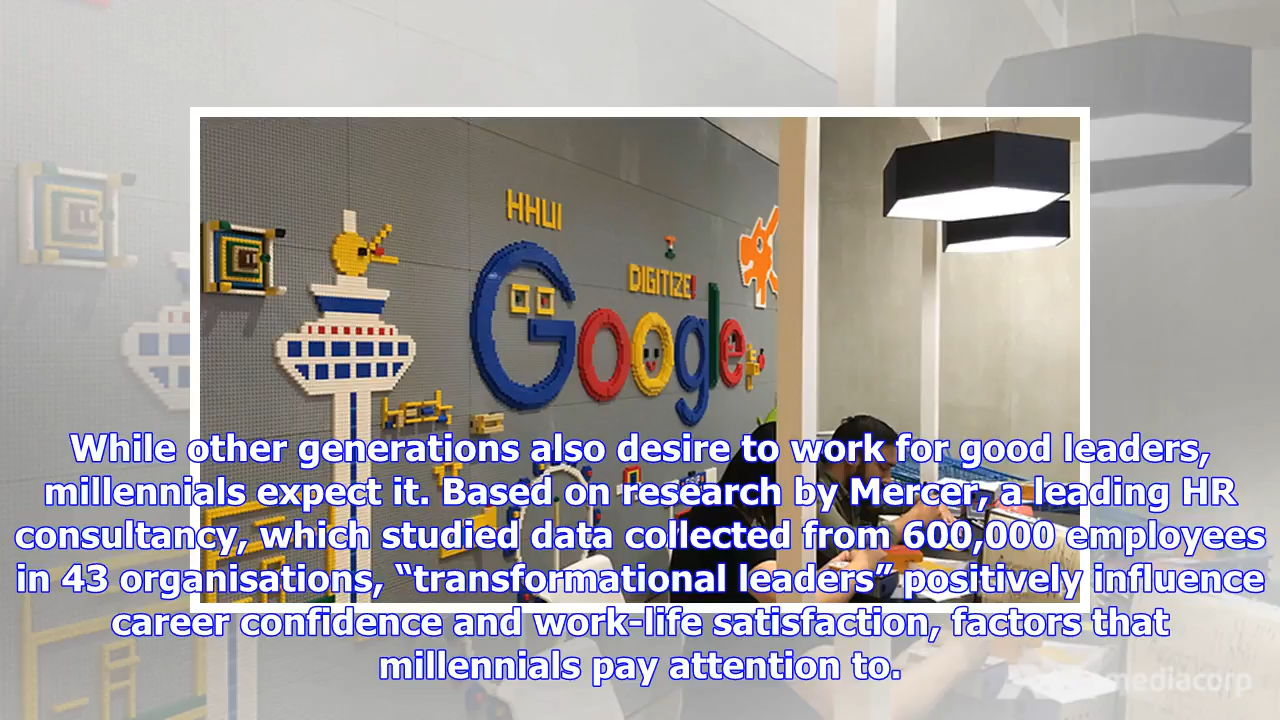 HHUI
DIGITIZE!
Google
While other generations also desire to work for good leaders,
millennials expect it. Based on research by Mercer, a leading HR
consultancy, which studied data collected from 600,000 employees
in 43 organisations, “transformational leaders” positively influence
career confidence and work-life satisfaction, factors that
millennials pay attention to.
mediacorp